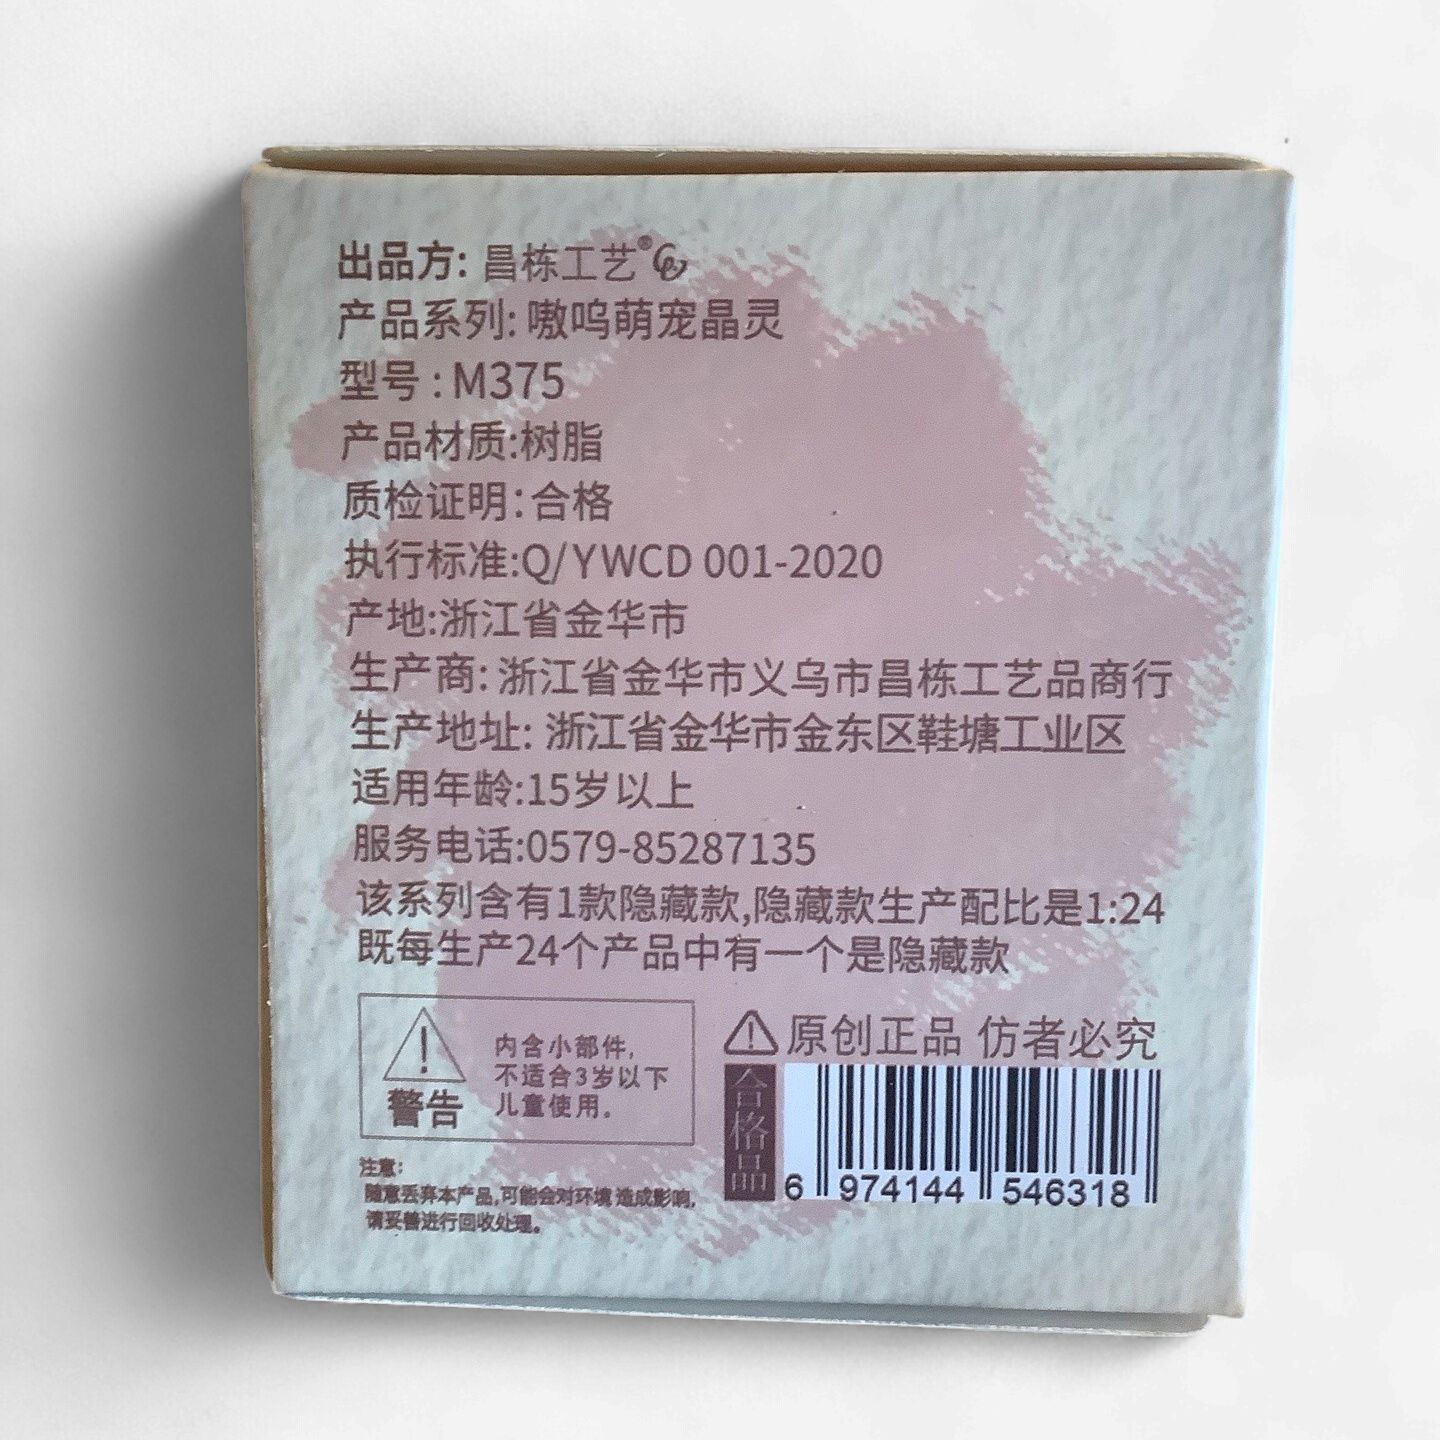 出品方: 昌栋工艺®
产品系列: 嗷呜萌宠晶灵
型号 : M375
产品材质:树脂
质检证明: 合格
执行标准:Q/YWCD 001-2020
产地:浙江省金华市
生产商: 浙江省金华市义乌市昌栋工艺品商行
生产地址: 浙江省金华市金东区鞋塘工业区
适用年龄:15岁以上
服务电话:0579-85287135
该系列含有1款隐藏款,隐藏款生产配比是1:24
既每生产24个产品中有一个是隐藏款
警告
内含小部件,
不适合3岁以下
儿童使用。
注意:
随意丢弃本产品,可能会对环境造成影响,
请妥善进行回收处理。
原创正品 仿者必究
合格品
6 974144 546318